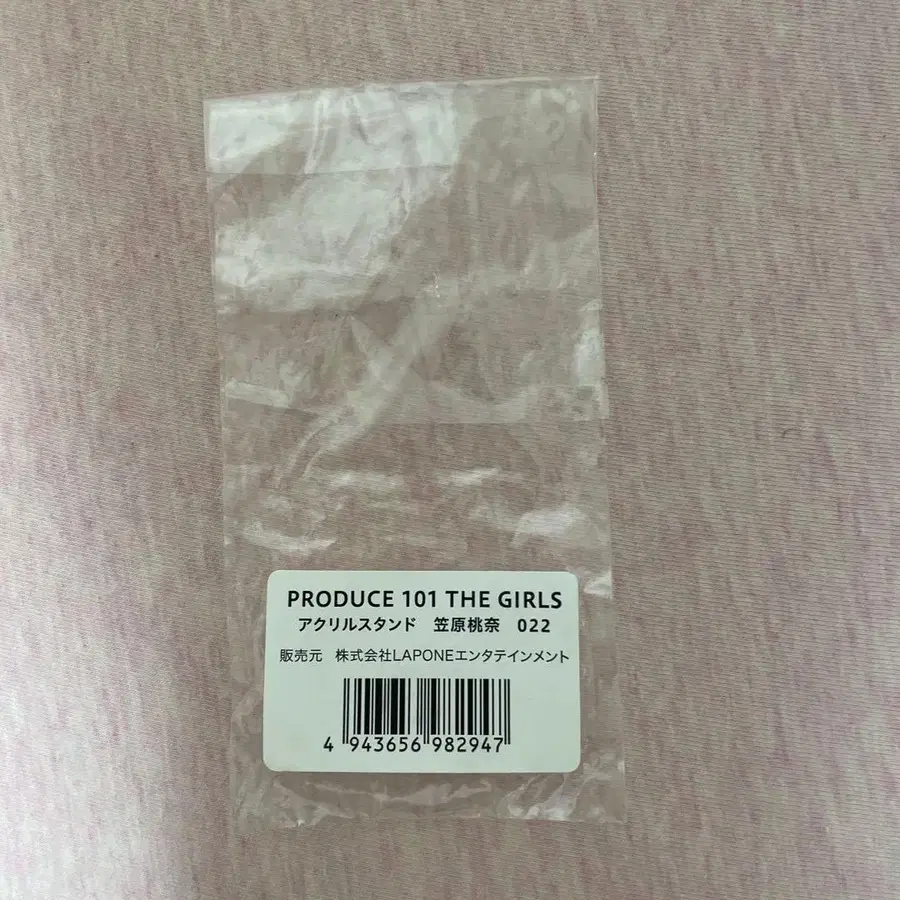 PRODUCE 101 THE GIRLS
アクリルスタンド　笠原桃奈　022
販売元　株式会社LAPONEエンタテインメント
4 943656 982947